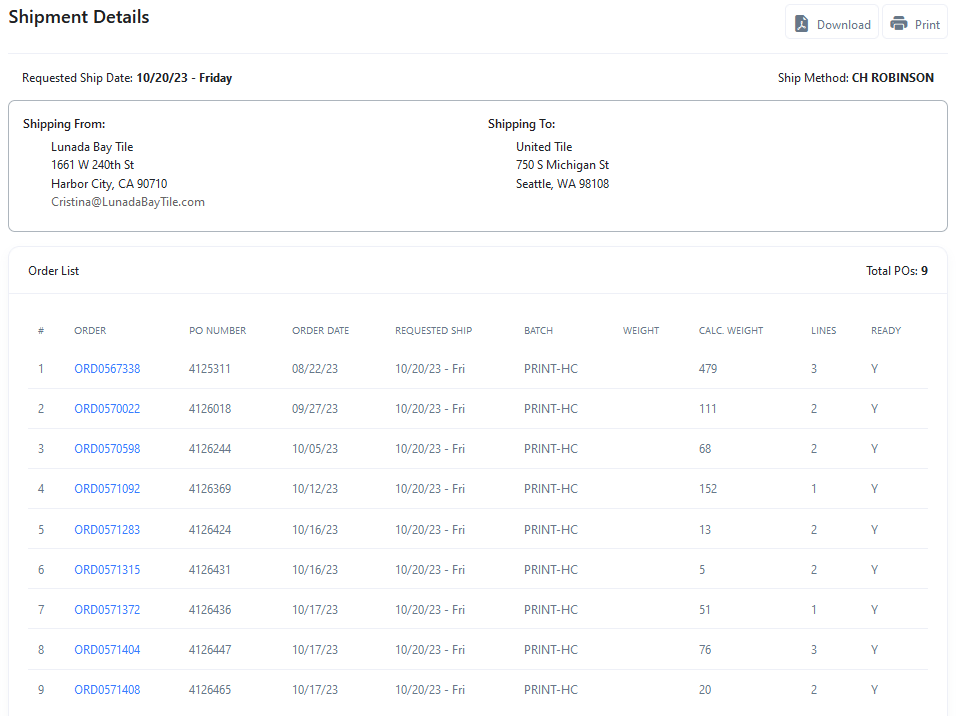 Shipment Details
Download
Print
Requested Ship Date: 10/20/23 - Friday
Ship Method: CH ROBINSON
Shipping From:
Lunada Bay Tile
1661 W 240th St
Harbor City, CA 90710
Cristina@LunadaBayTile.com
Shipping To:
United Tile
750 S Michigan St
Seattle, WA 98108
Order List
Total POs: 9
# ORDER PO NUMBER ORDER DATE REQUESTED SHIP BATCH WEIGHT CALC. WEIGHT LINES READY
1 ORD0567338 4125311 08/22/23 10/20/23 - Fri PRINT-HC 479 3 Y
2 ORD0570022 4126018 09/27/23 10/20/23 - Fri PRINT-HC 111 2 Y
3 ORD0570598 4126244 10/05/23 10/20/23 - Fri PRINT-HC 68 2 Y
4 ORD0571092 4126369 10/12/23 10/20/23 - Fri PRINT-HC 152 1 Y
5 ORD0571283 4126424 10/16/23 10/20/23 - Fri PRINT-HC 13 2 Y
6 ORD0571315 4126431 10/16/23 10/20/23 - Fri PRINT-HC 5 2 Y
7 ORD0571372 4126436 10/17/23 10/20/23 - Fri PRINT-HC 51 1 Y
8 ORD0571404 4126447 10/17/23 10/20/23 - Fri PRINT-HC 76 3 Y
9 ORD0571408 4126465 10/17/23 10/20/23 - Fri PRINT-HC 20 2 Y